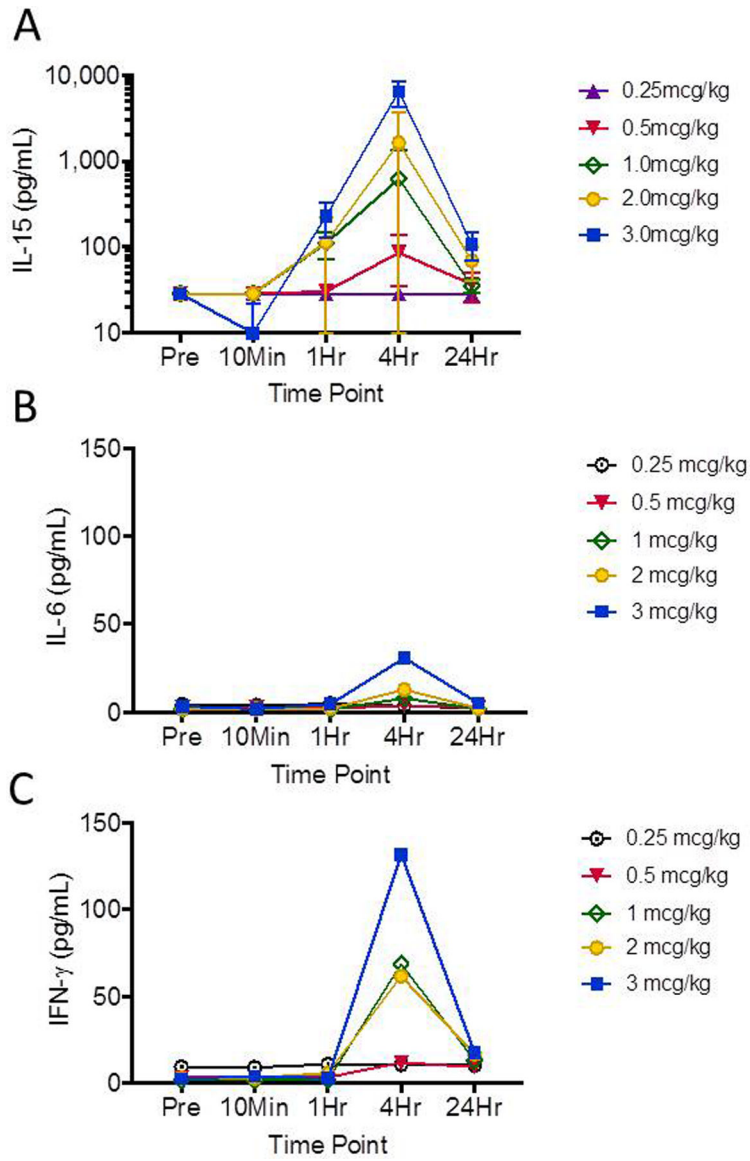 A
IL-15 (pg/mL)
10,000
1,000
100
10
Pre 10Min 1Hr 4Hr 24Hr
Time Point
0.25mcg/kg
0.5mcg/kg
1.0mcg/kg
2.0mcg/kg
3.0mcg/kg
B
IL-6 (pg/mL)
150
100
50
0
Pre 10Min 1Hr 4Hr 24Hr
Time Point
0.25 mcg/kg
0.5 mcg/kg
1 mcg/kg
2 mcg/kg
3 mcg/kg
C
IFN-γ (pg/mL)
150
100
50
0
Pre 10Min 1Hr 4Hr 24Hr
Time Point
0.25 mcg/kg
0.5 mcg/kg
1 mcg/kg
2 mcg/kg
3 mcg/kg